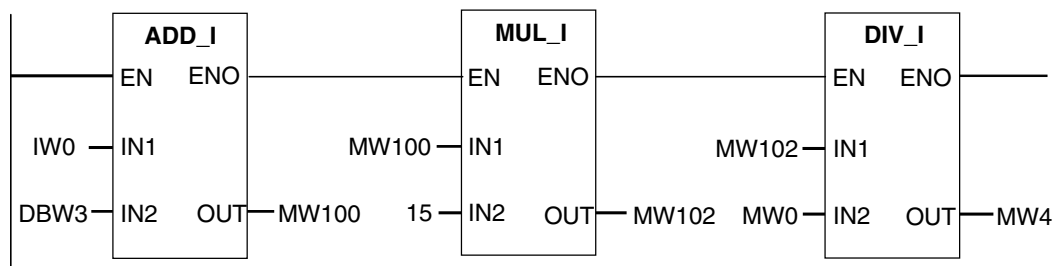 ADD_I MUL_I DIV_I
EN ENO EN ENO EN ENO
IW0 IN1 MW100 IN1 MW102 IN1
DBW3 IN2 OUT MW100 15 IN2 OUT MW102 MW0 IN2 OUT MW4